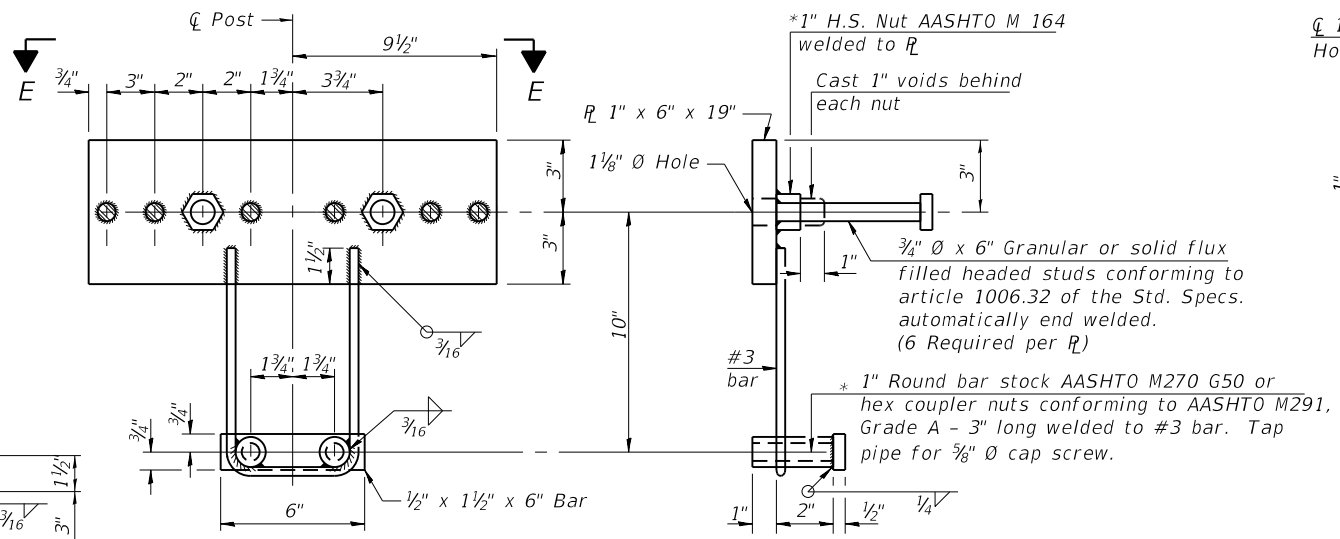 ℄ Post
9½"
E
E
¾"
3"
2"
2"
1¾"
3¾"
3"
3"
1½"
3/16
10"
1¾"
1¾"
¾"
¾"
3/16
6"
½" x 1½" x 6" Bar
1½"
3"
3/16
*1" H.S. Nut AASHTO M 164
welded to ⅊
Cast 1" voids behind
each nut
⅊ 1" x 6" x 19"
1⅛" Ø Hole
3"
1"
¾" Ø x 6" Granular or solid flux
filled headed studs conforming to
article 1006.32 of the Std. Specs.
automatically end welded.
(6 Required per ⅊)
#3
bar
* 1" Round bar stock AASHTO M270 G50 or
hex coupler nuts conforming to AASHTO M291,
Grade A – 3" long welded to #3 bar. Tap
pipe for ⅝" Ø cap screw.
1"
2"
½"
¼
℄ 1
Ho
1"